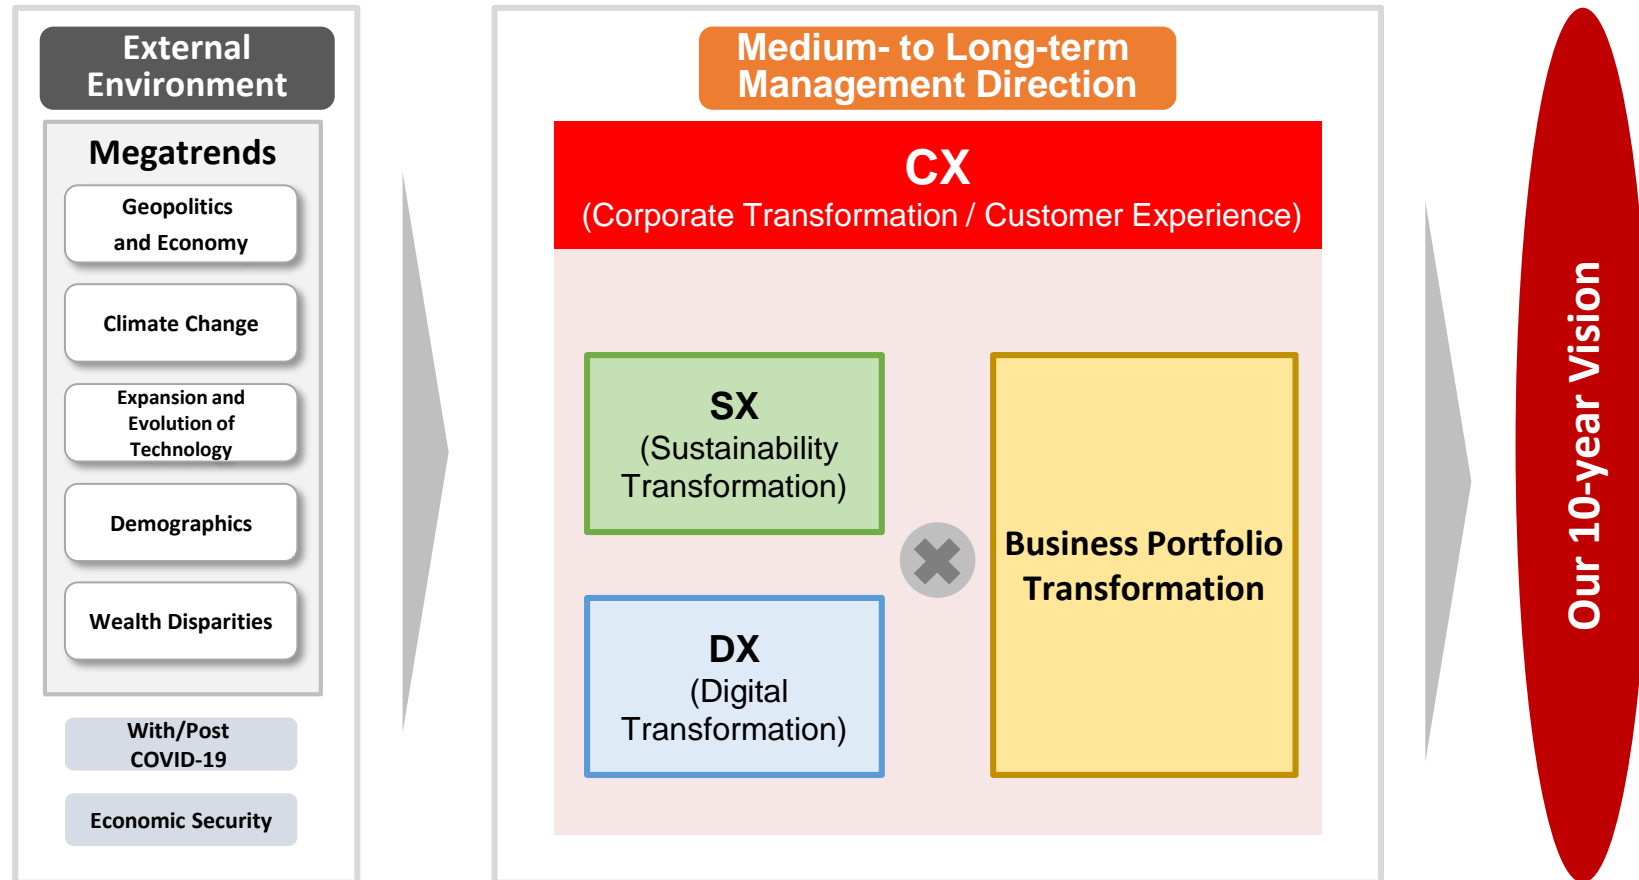 External
Environment
Megatrends
Geopolitics
and Economy
Climate Change
Expansion and
Evolution of
Technology
Demographics
Wealth Disparities
With/Post
COVID-19
Economic Security
Medium- to Long-term
Management Direction
CX
(Corporate Transformation / Customer Experience)
SX
(Sustainability
Transformation)
DX
(Digital
Transformation)
Business Portfolio
Transformation
Our 10-year Vision